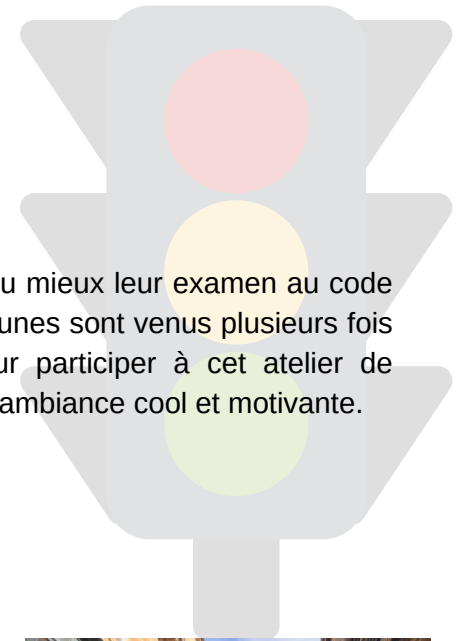 u mieux leur examen au code
unes sont venus plusieurs fois
ur participer à cet atelier de
ambiance cool et motivante.